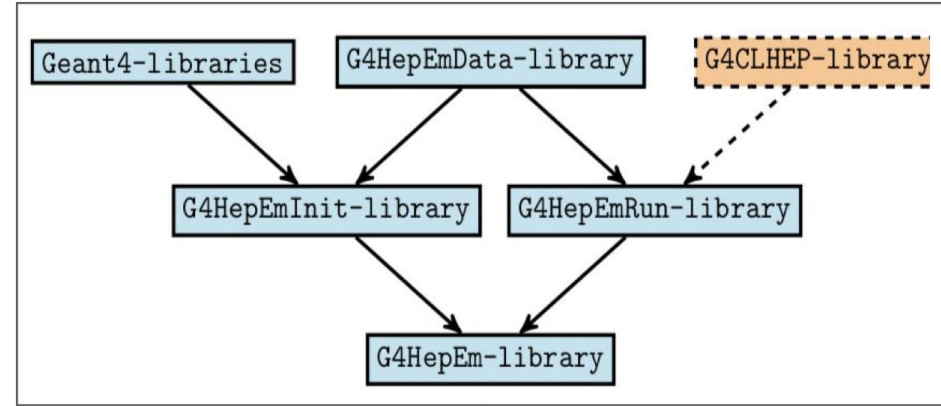 Geant4-libraries
G4HepEmData-library
G4CLHEP-library
G4HepEmInit-library
G4HepEmRun-library
G4HepEm-library